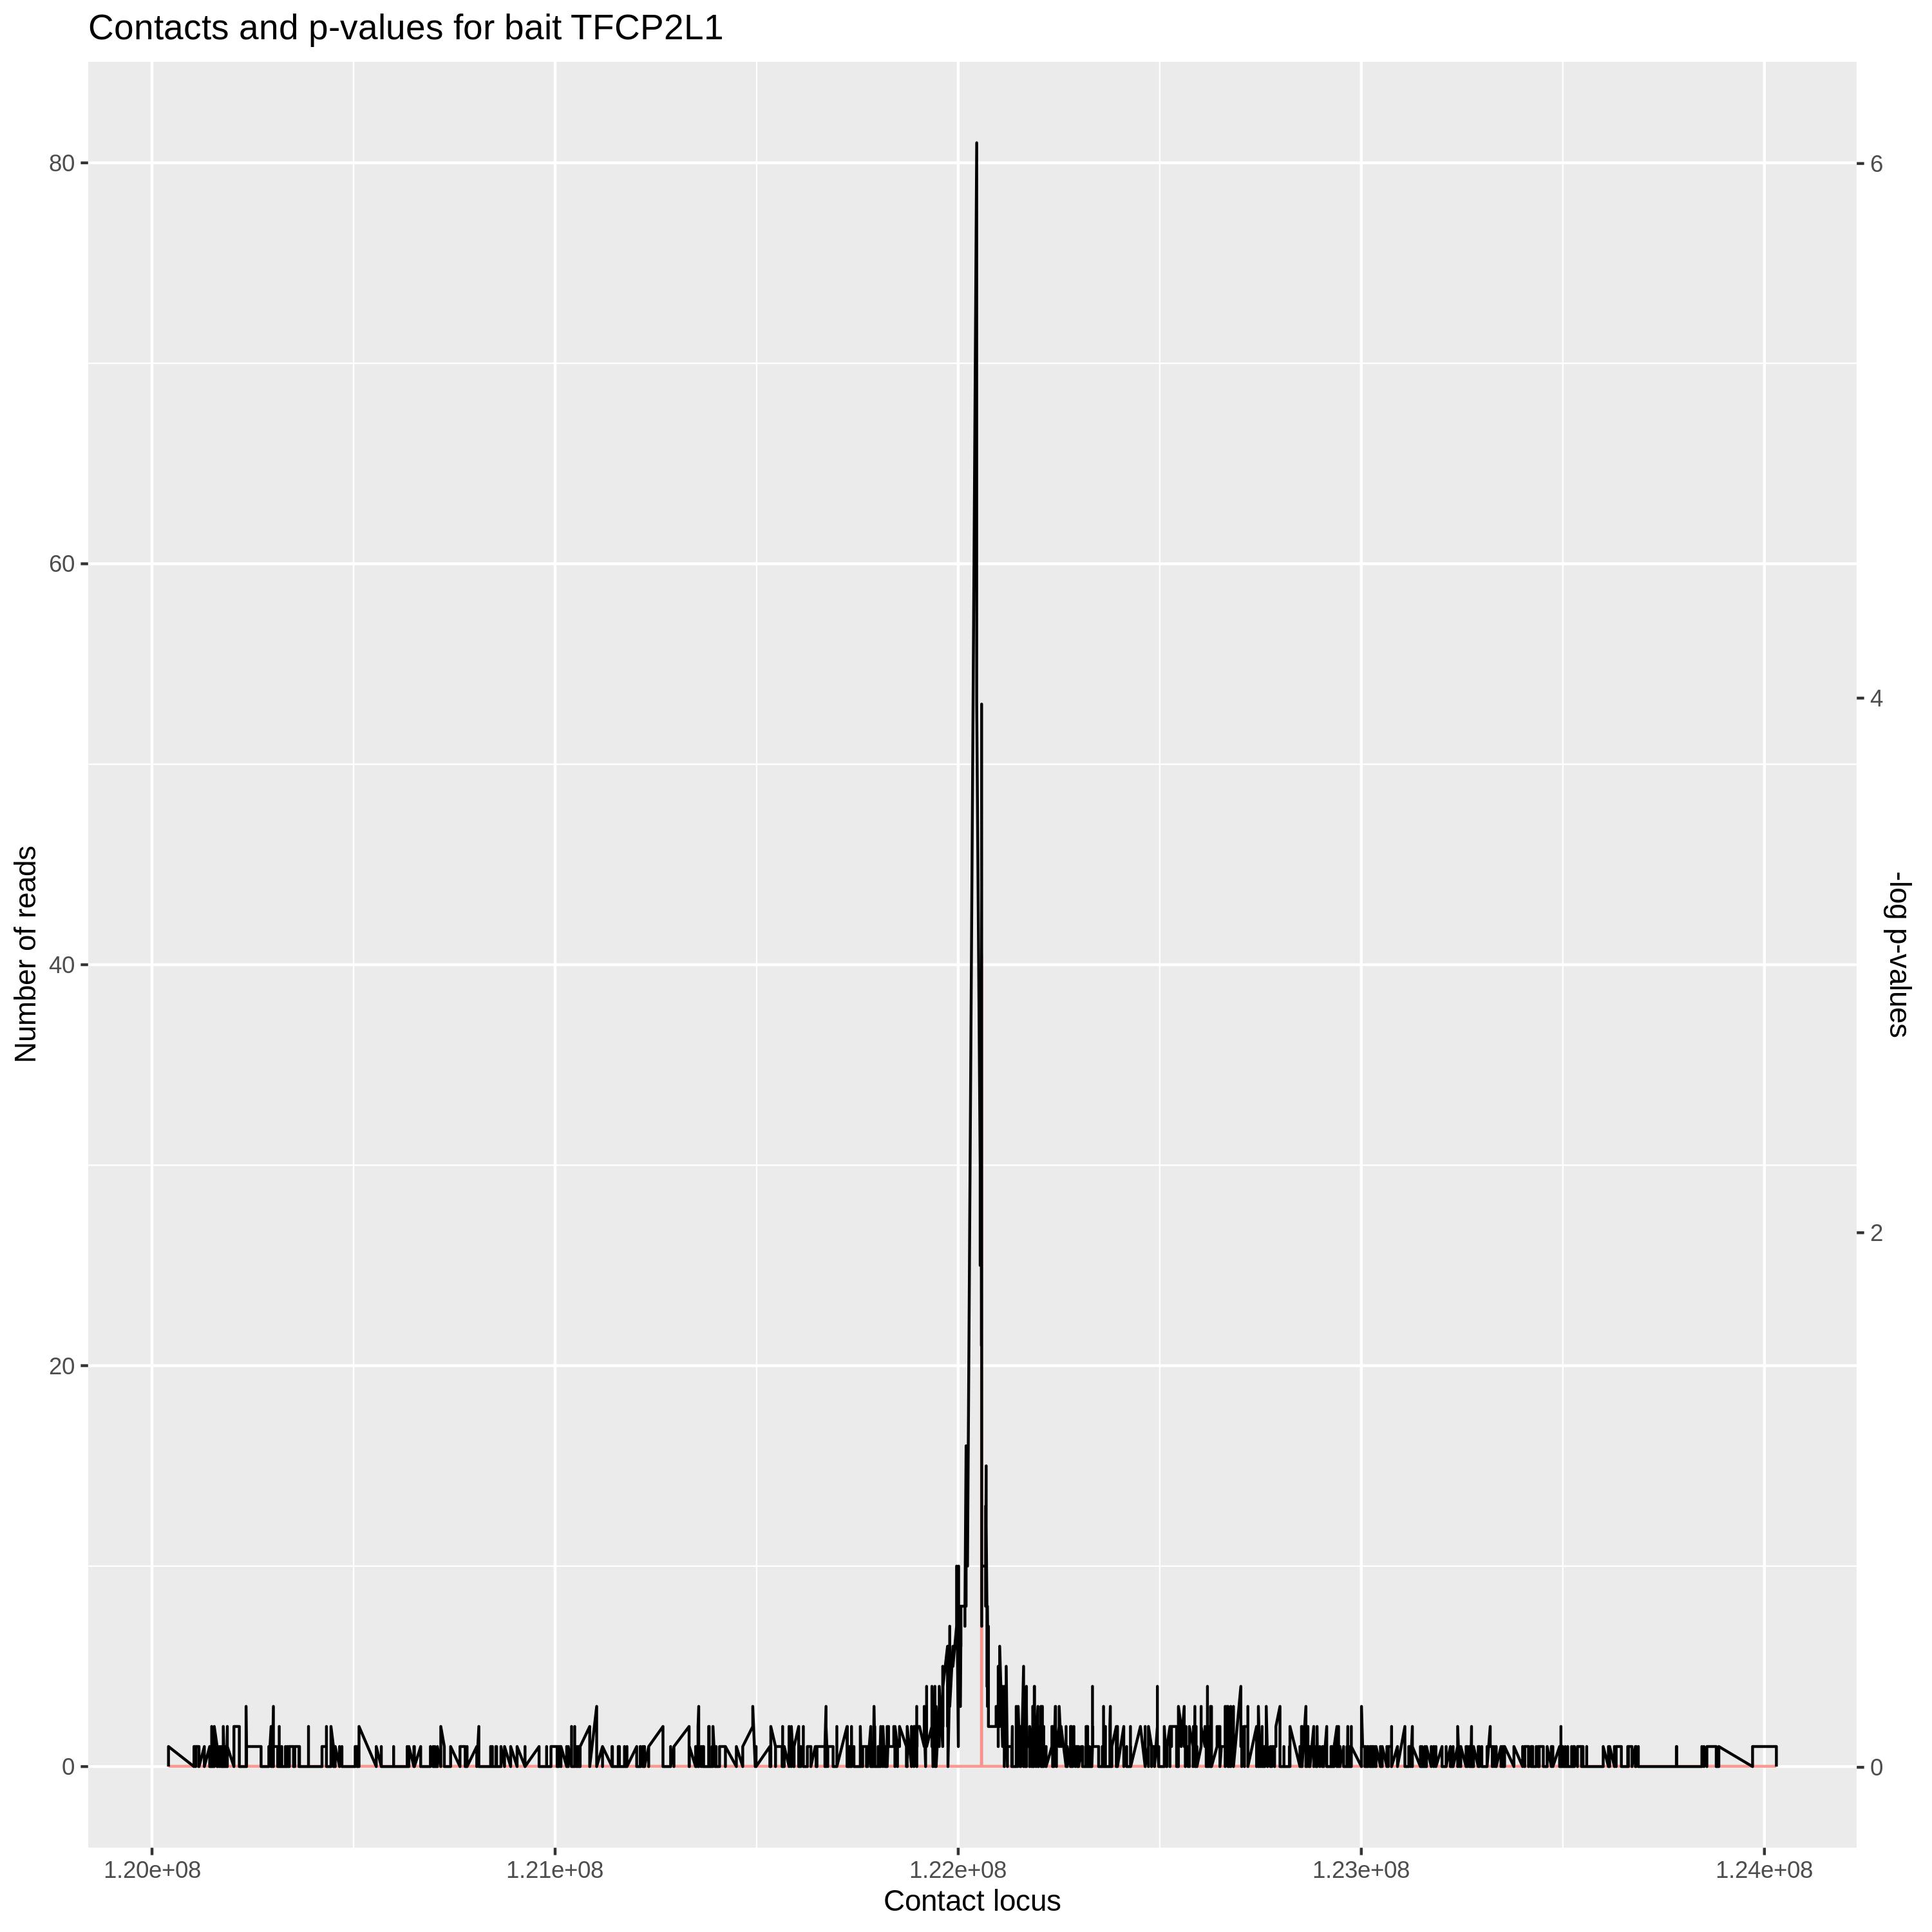 Contacts and p-values for bait TFCP2L1
80
60
40
20
0
Number of reads
6
4
2
0
-log p-values
1.20e+08
1.21e+08
1.22e+08
1.23e+08
1.24e+08
Contact locus